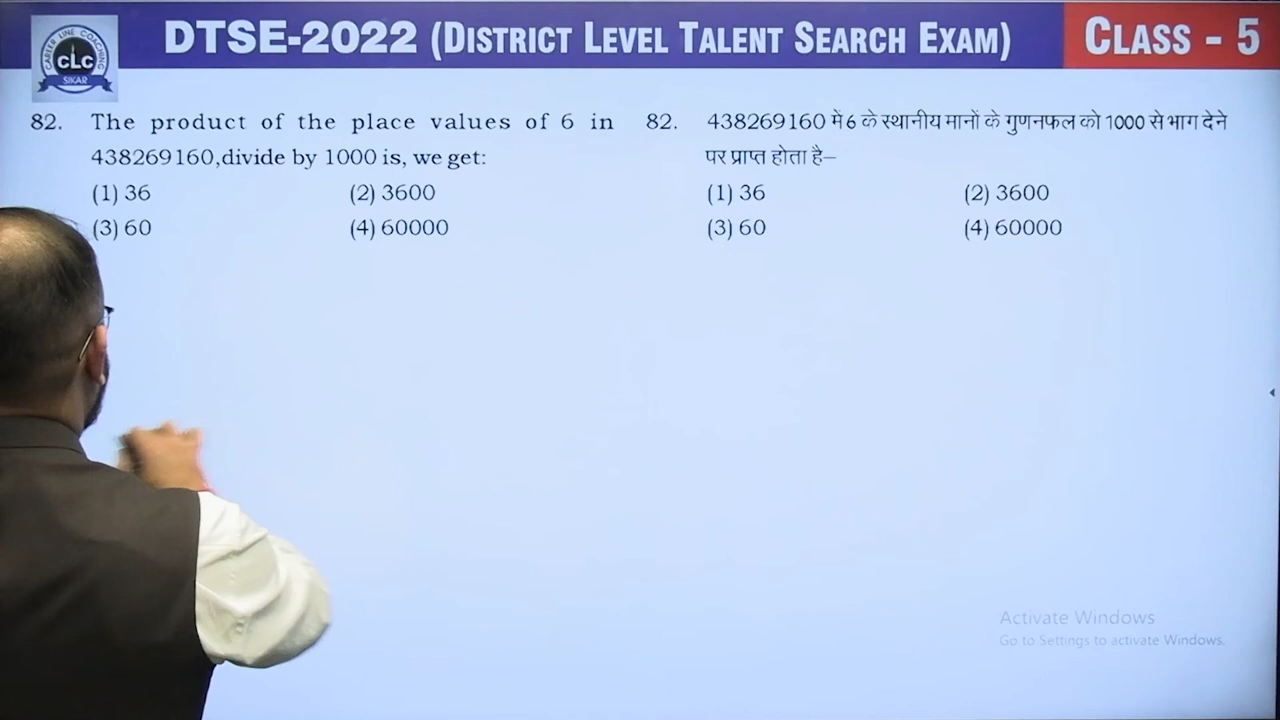 CAREER LINE COACHING
CLC
SIKAR
DTSE-2022 (DISTRICT LEVEL TALENT SEARCH EXAM)
CLASS - 5
82. The product of the place values of 6 in
438269160,divide by 1000 is, we get:
(1) 36 (2) 3600
(3) 60 (4) 60000
82. 438269160 में 6 के स्थानीय मानों के गुणनफल को 1000 से भाग देने
पर प्राप्त होता है–
(1) 36 (2) 3600
(3) 60 (4) 60000
Activate Windows
Go to Settings to activate Windows.